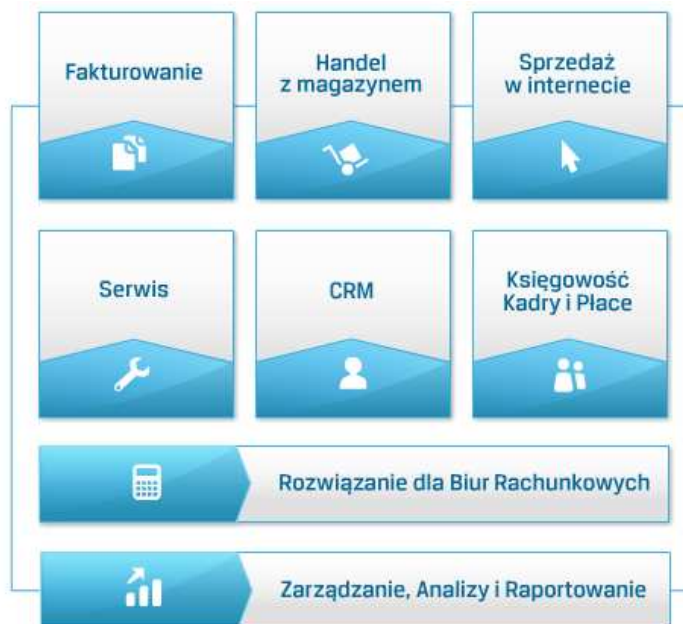 Fakturowanie
Handel
z magazynem
Sprzedaż
w internecie
Serwis
CRM
Księgowość
Kadry i Płace
Rozwiązanie dla Biur Rachunkowych
Zarządzanie, Analizy i Raportowanie